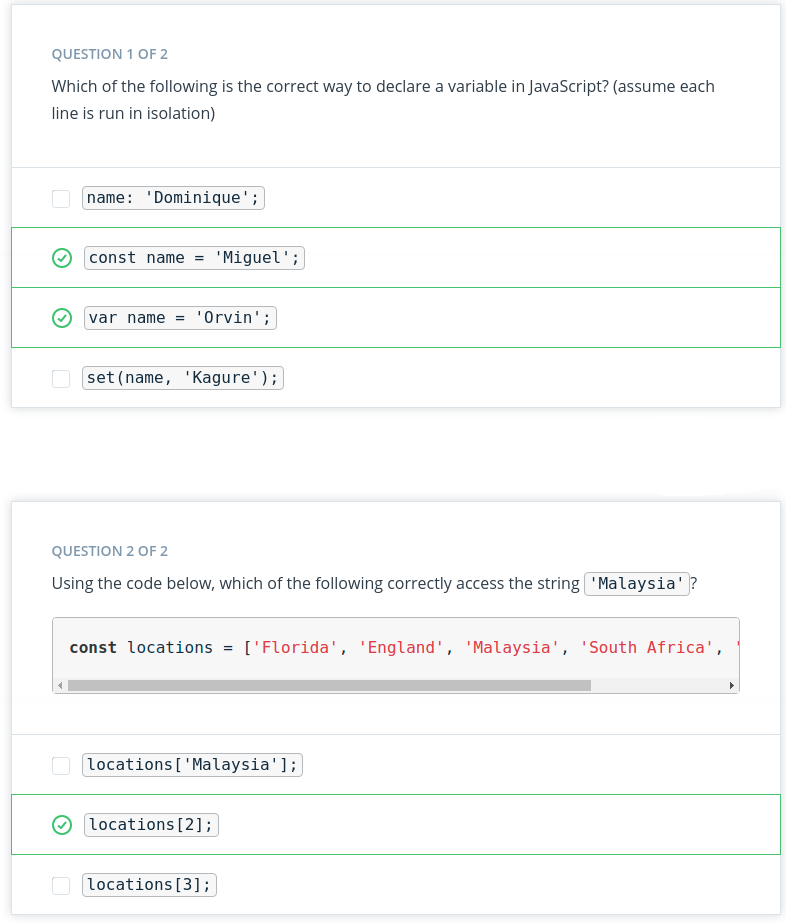 QUESTION 1 OF 2
Which of the following is the correct way to declare a variable in JavaScript? (assume each
line is run in isolation)
name: 'Dominique';
const name = 'Miguel';
var name = 'Orvin';
set(name, 'Kagure');
QUESTION 2 OF 2
Using the code below, which of the following correctly access the string 'Malaysia'?
const locations = ['Florida', 'England', 'Malaysia', 'South Africa', '
locations['Malaysia'];
locations[2];
locations[3];